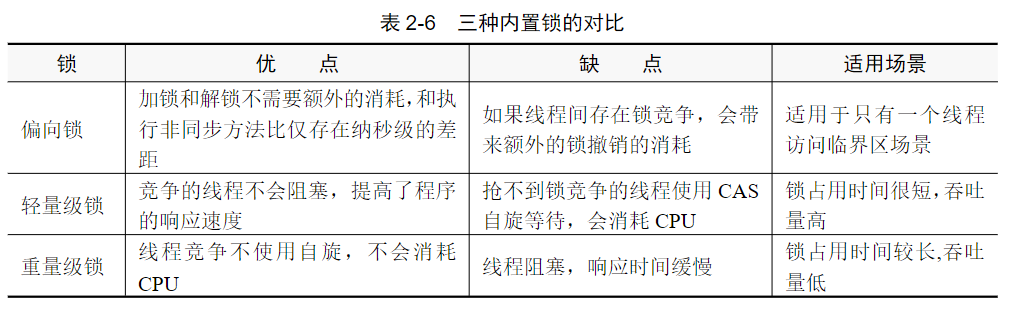 表 2-6 三种内置锁的对比
锁 优 点 缺 点 适用场景
偏向锁
加锁和解锁不需要额外的消耗，和执
行非同步方法比仅存在纳秒级的差
距
如果线程间存在锁竞争，会带
来额外的锁撤销的消耗
适用于只有一个线程
访问临界区场景
轻量级锁
竞争的线程不会阻塞，提高了程序
的响应速度
抢不到锁竞争的线程使用 CAS
自旋等待，会消耗 CPU
锁占用时间很短，吞吐
量高
重量级锁
线程竞争不使用自旋，不会消耗
CPU
线程阻塞，响应时间缓慢
锁占用时间较长,吞吐
量低